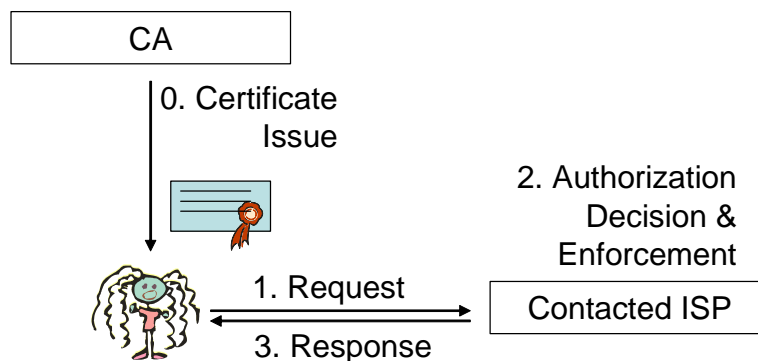 CA
0. Certificate
Issue
2. Authorization
Decision &
Enforcement
1. Request
Contacted ISP
3. Response